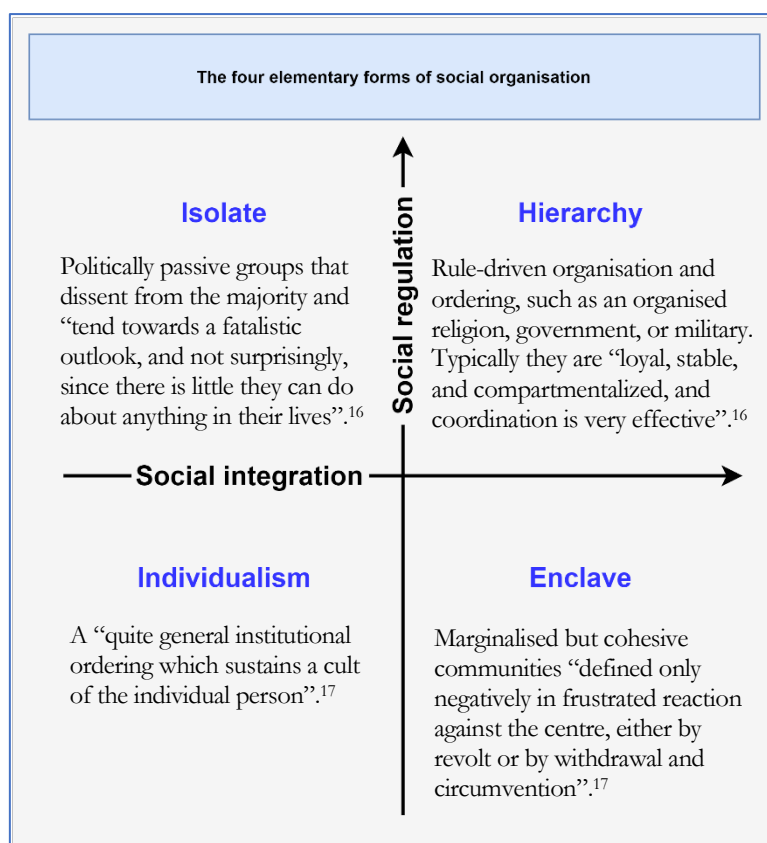 The four elementary forms of social organisation
Isolate
Politically passive groups that
dissent from the majority and
“tend towards a fatalistic
outlook, and not surprisingly,
since there is little they can do
about anything in their lives”.¹⁶
Social regulation
Hierarchy
Rule-driven organisation and
ordering, such as an organised
religion, government, or military.
Typically they are “loyal, stable,
and compartmentalized, and
coordination is very effective”.¹⁶
Social integration
Individualism
A “quite general institutional
ordering which sustains a cult
of the individual person”.¹⁷
Enclave
Marginalised but cohesive
communities “defined only
negatively in frustrated reaction
against the centre, either by
revolt or by withdrawal and
circumvention”.¹⁷